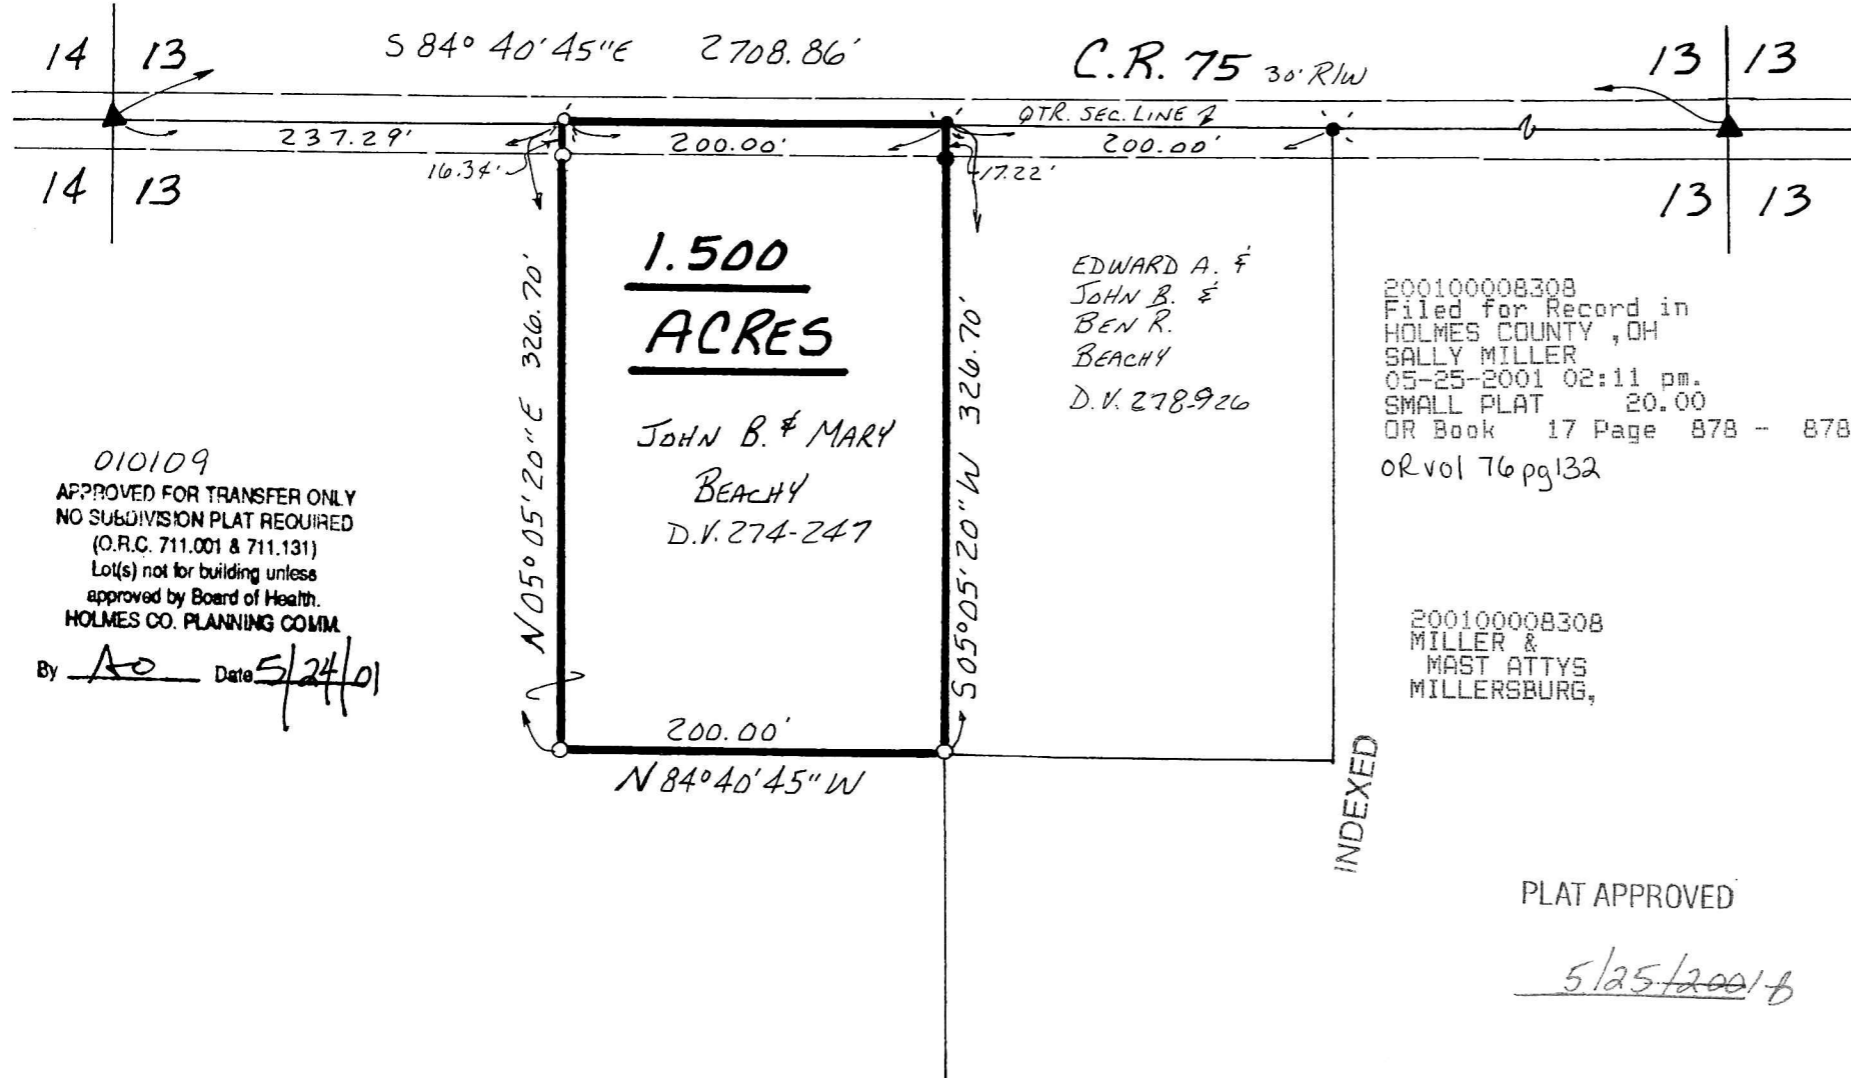 14 13
S 84° 40' 45" E 2708.86'
C.R. 75 30' R/W
13 13
QTR. SEC. LINE
237.29'
200.00'
200.00'
16.34'
17.22'
14 13
13 13
1.500
ACRES
JOHN B. & MARY
BEACHY
D.V. 274-247
N 05° 05' 20" E 326.70'
S 05° 05' 20" W 326.70'
200.00'
N 84° 40' 45" W
EDWARD A. &
JOHN B. &
BEN R.
BEACHY
D.V. 278-926
200100008308
Filed for Record in
HOLMES COUNTY ,OH
SALLY MILLER
05-25-2001 02:11 pm.
SMALL PLAT 20.00
OR Book 17 Page 878 - 878
OR vol 76 pg 132
010109
APPROVED FOR TRANSFER ONLY
NO SUBDIVISION PLAT REQUIRED
(O.R.C. 711.001 & 711.131)
Lot(s) not for building unless
approved by Board of Health.
HOLMES CO. PLANNING COMM.
By Date 5/24/01
200100008308
MILLER &
MAST ATTYS
MILLERSBURG,
INDEXED
PLAT APPROVED
5/25/2001